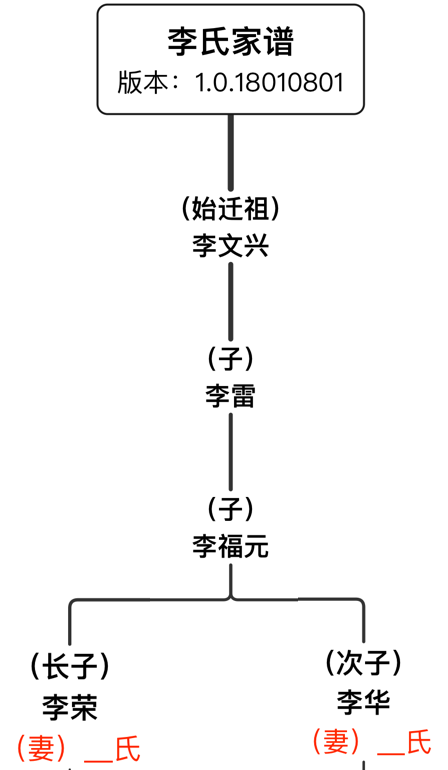 李氏家谱
版本：1.0.18010801
（始迁祖）
李文兴
（子）
李雷
（子）
李福元
（长子）
李荣
（妻）__氏
（次子）
李华
（妻）__氏